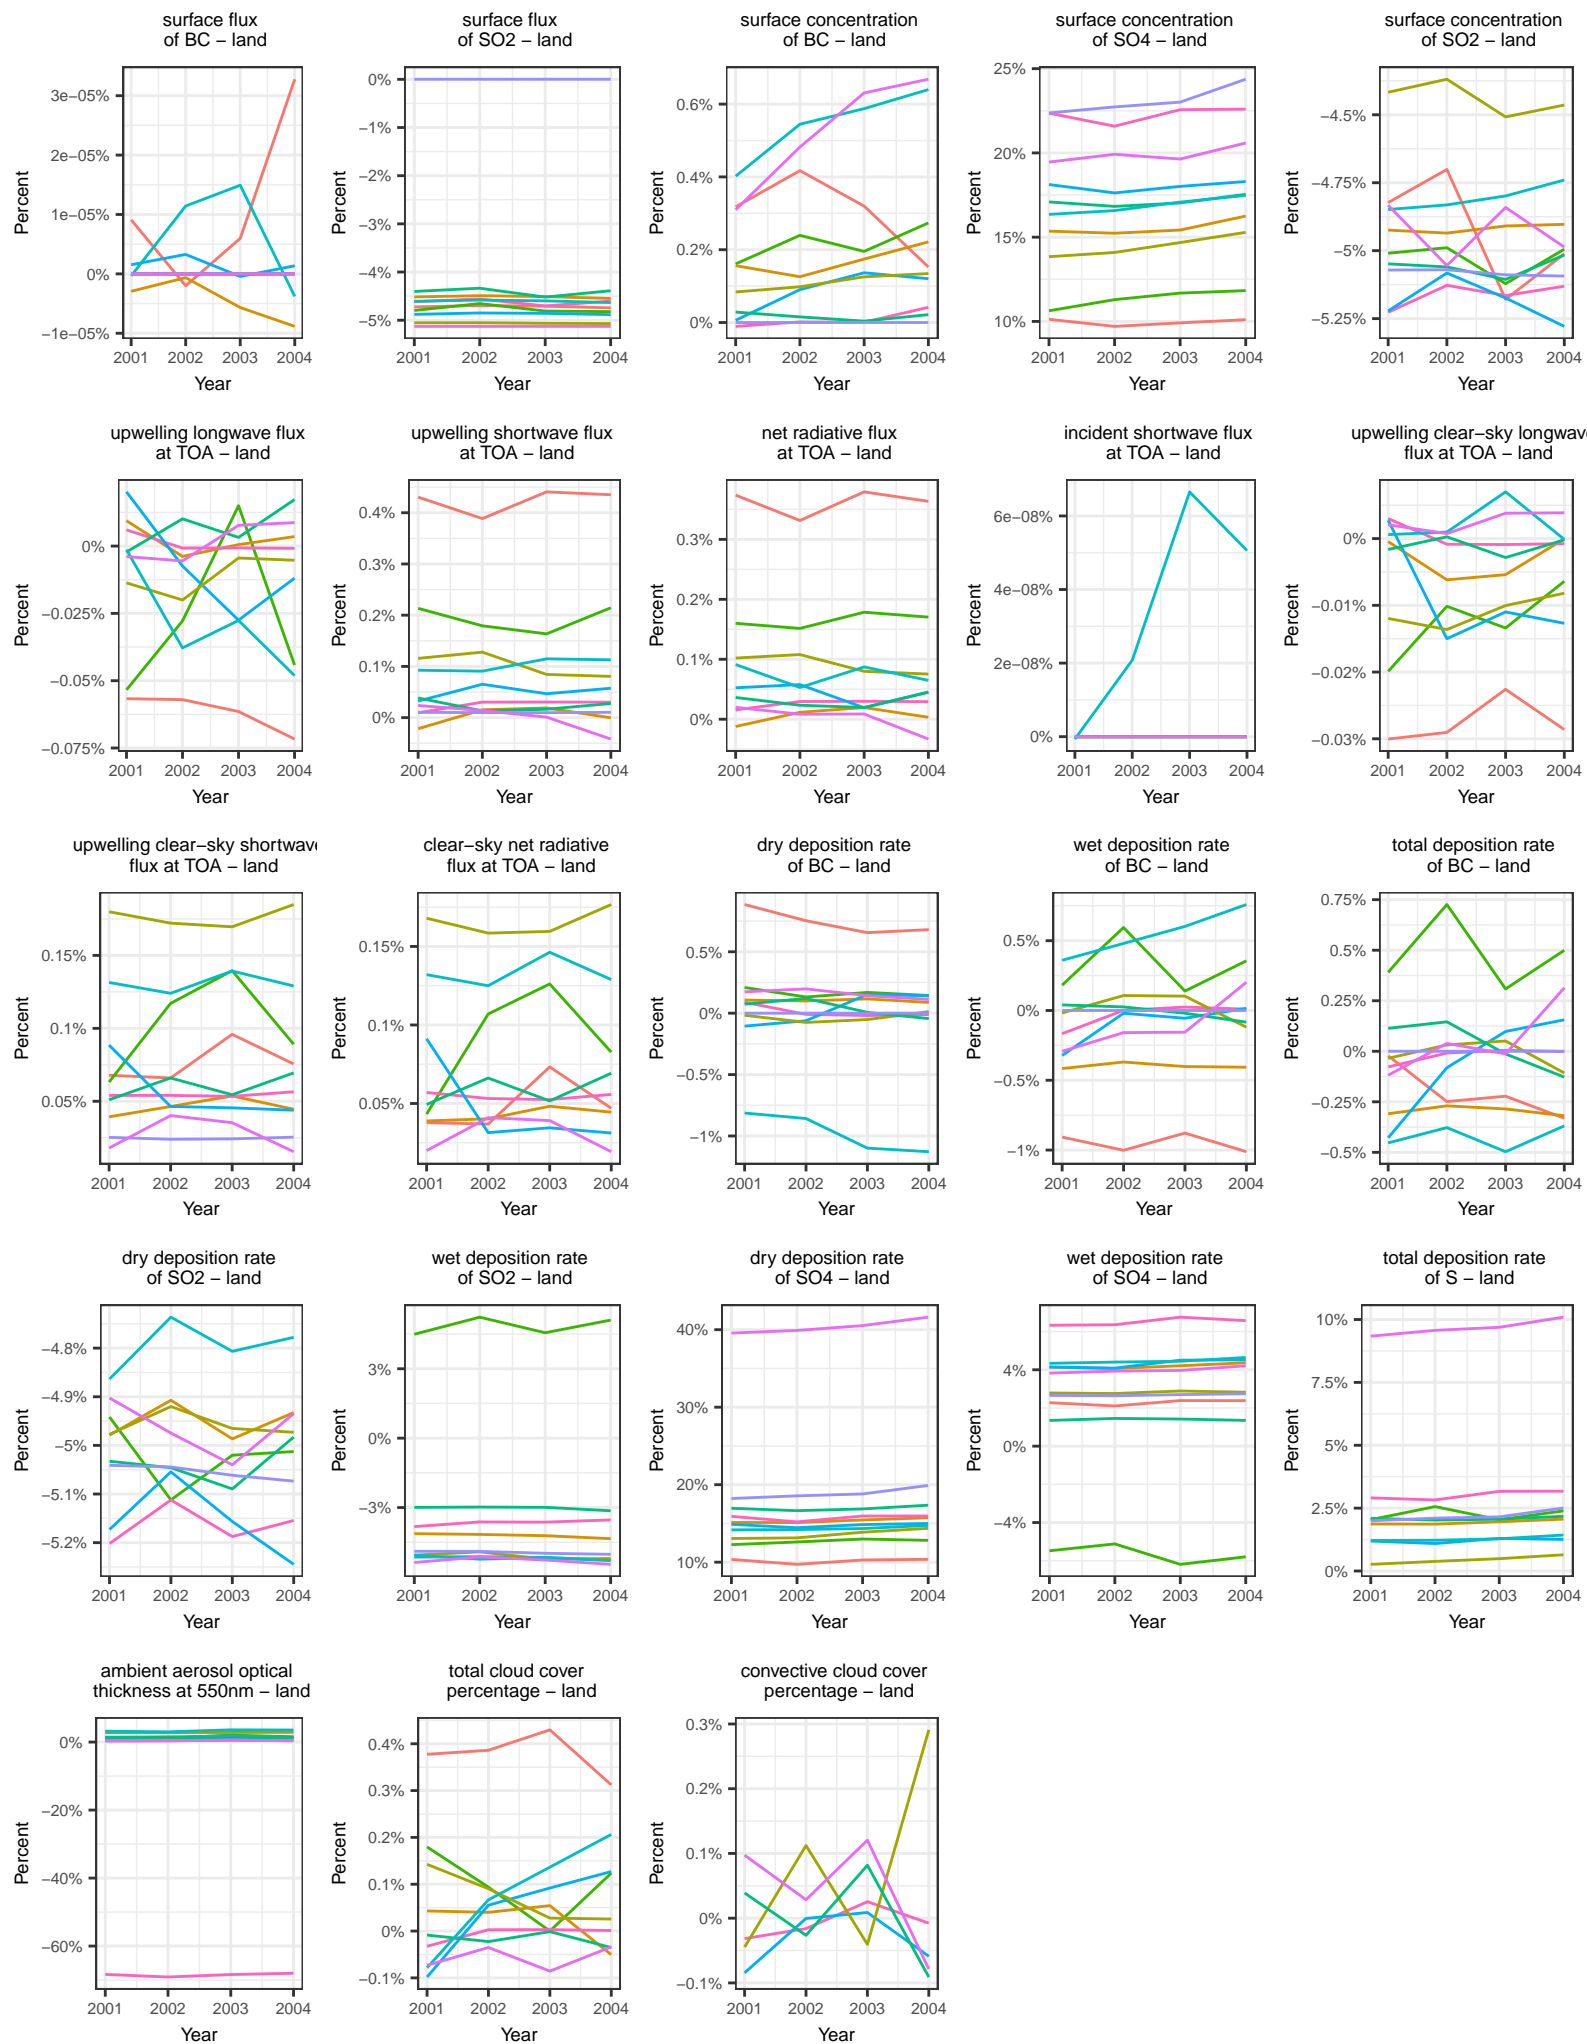 surface flux
of BC − land
surface flux
of SO2 − land
surface concentration
of BC − land
surface concentration
of SO4 − land
surface concentration
of SO2 − land
3e−05%
2e−05%
1e−05%
0%
−1e−05%
0%
−1%
−2%
−3%
−4%
−5%
0.6%
0.4%
0.2%
0%
25%
20%
15%
10%
−4.5%
−4.75%
−5%
−5.25%
Percent
Percent
Percent
Percent
Percent
2001 2002 2003 2004
2001 2002 2003 2004
2001 2002 2003 2004
2001 2002 2003 2004
2001 2002 2003 2004
Year
Year
Year
Year
Year
upwelling longwave flux
at TOA − land
upwelling shortwave flux
at TOA − land
net radiative flux
at TOA − land
incident shortwave flux
at TOA − land
upwelling clear−sky longwave
flux at TOA − land
0%
−0.025%
−0.05%
−0.075%
0.4%
0.3%
0.2%
0.1%
0%
0.3%
0.2%
0.1%
0%
6e−08%
4e−08%
2e−08%
0%
0%
−0.01%
−0.02%
−0.03%
Percent
Percent
Percent
Percent
Percent
2001 2002 2003 2004
2001 2002 2003 2004
2001 2002 2003 2004
2001 2002 2003 2004
2001 2002 2003 2004
Year
Year
Year
Year
Year
upwelling clear−sky shortwave
flux at TOA − land
clear−sky net radiative
flux at TOA − land
dry deposition rate
of BC − land
wet deposition rate
of BC − land
total deposition rate
of BC − land
0.15%
0.1%
0.05%
0.15%
0.1%
0.05%
0.5%
0%
−0.5%
−1%
0.5%
0%
−0.5%
−1%
0.75%
0.5%
0.25%
0%
−0.25%
−0.5%
Percent
Percent
Percent
Percent
Percent
2001 2002 2003 2004
2001 2002 2003 2004
2001 2002 2003 2004
2001 2002 2003 2004
2001 2002 2003 2004
Year
Year
Year
Year
Year
dry deposition rate
of SO2 − land
wet deposition rate
of SO2 − land
dry deposition rate
of SO4 − land
wet deposition rate
of SO4 − land
total deposition rate
of S − land
−4.8%
−4.9%
−5%
−5.1%
−5.2%
3%
0%
−3%
40%
30%
20%
10%
4%
0%
−4%
10%
7.5%
5%
2.5%
0%
Percent
Percent
Percent
Percent
Percent
2001 2002 2003 2004
2001 2002 2003 2004
2001 2002 2003 2004
2001 2002 2003 2004
2001 2002 2003 2004
Year
Year
Year
Year
Year
ambient aerosol optical
thickness at 550nm − land
total cloud cover
percentage − land
convective cloud cover
percentage − land
0%
−20%
−40%
−60%
0.4%
0.3%
0.2%
0.1%
0%
−0.1%
0.3%
0.2%
0.1%
0%
−0.1%
Percent
Percent
Percent
2001 2002 2003 2004
2001 2002 2003 2004
2001 2002 2003 2004
Year
Year
Year